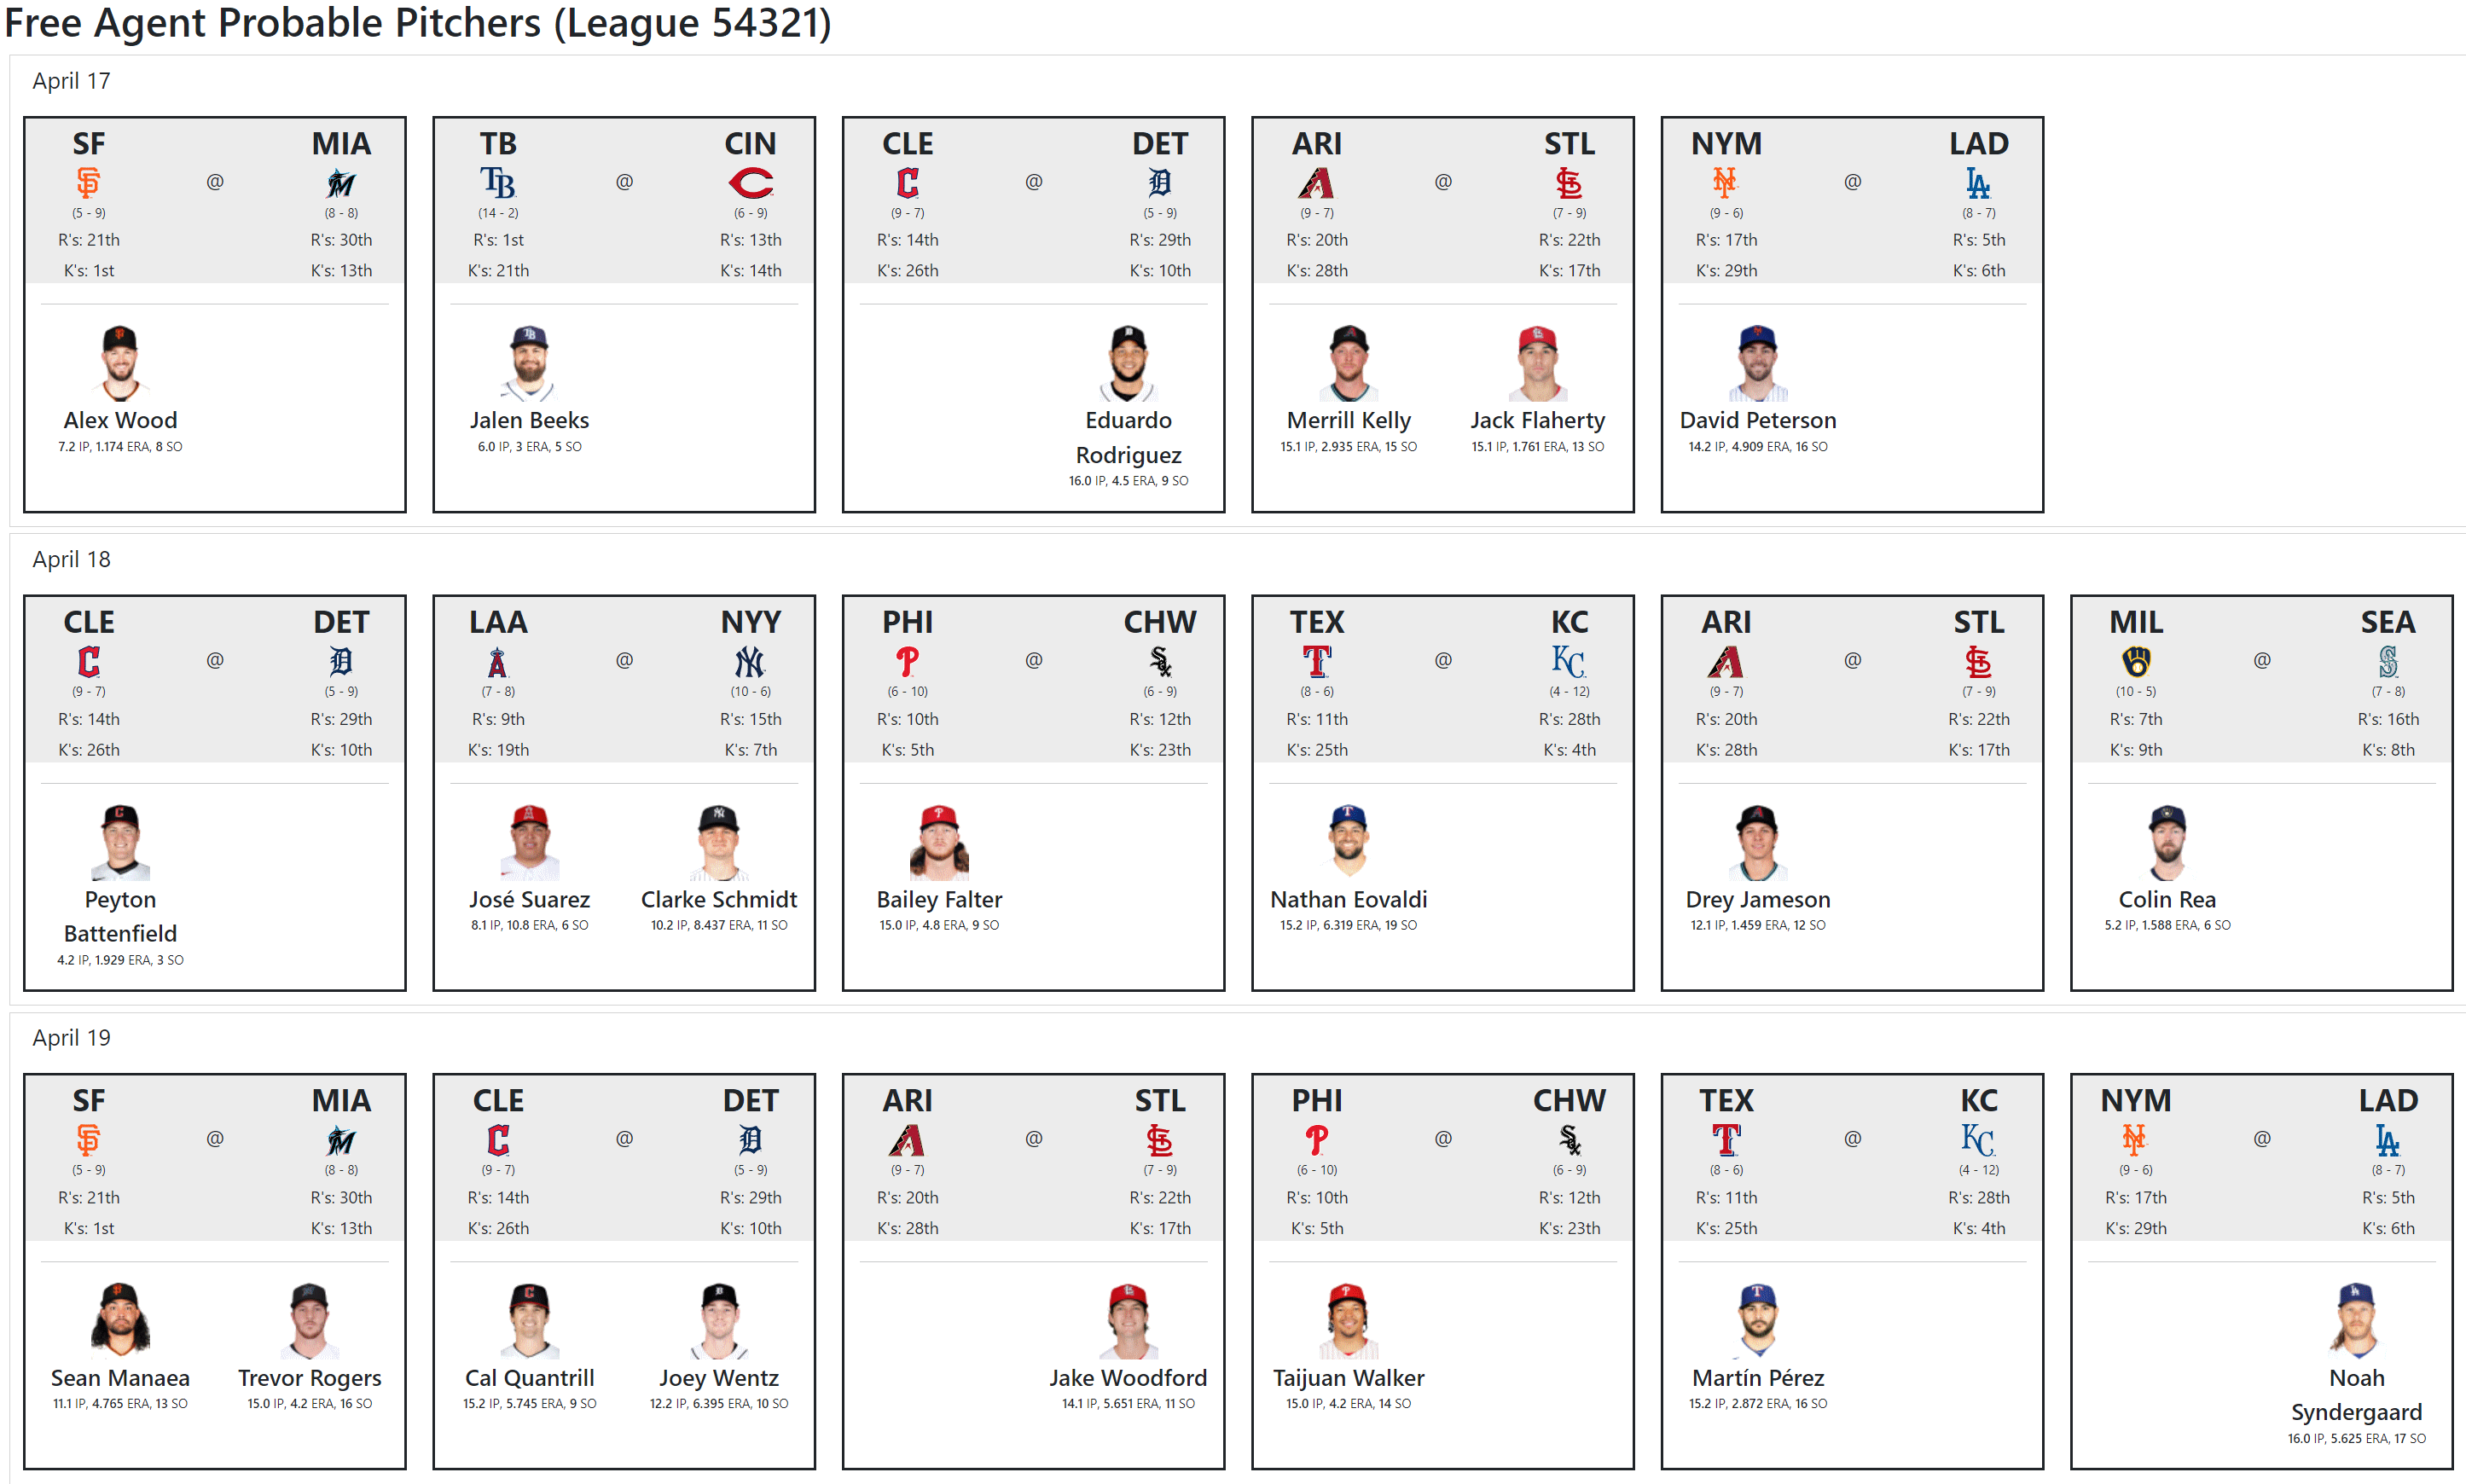 Free Agent Probable Pitchers (League 54321)
April 17
SF @ MIA
(5 - 9) (8 - 8)
R's: 21th R's: 30th
K's: 1st K's: 13th
Alex Wood
7.2 IP, 1.174 ERA, 8 SO
TB @ CIN
(14 - 2) (6 - 9)
R's: 1st R's: 13th
K's: 21th K's: 14th
Jalen Beeks
6.0 IP, 3 ERA, 5 SO
CLE @ DET
(9 - 7) (5 - 9)
R's: 14th R's: 29th
K's: 26th K's: 10th
Eduardo
Rodriguez
16.0 IP, 4.5 ERA, 9 SO
ARI @ STL
(9 - 7) (7 - 9)
R's: 20th R's: 22th
K's: 28th K's: 17th
Merrill Kelly Jack Flaherty
15.1 IP, 2.935 ERA, 15 SO 15.1 IP, 1.761 ERA, 13 SO
NYM @ LAD
(9 - 6) (8 - 7)
R's: 17th R's: 5th
K's: 29th K's: 6th
David Peterson
14.2 IP, 4.909 ERA, 16 SO
April 18
CLE @ DET
(9 - 7) (5 - 9)
R's: 14th R's: 29th
K's: 26th K's: 10th
Peyton
Battenfield
4.2 IP, 1.929 ERA, 3 SO
LAA @ NYY
(7 - 8) (10 - 6)
R's: 9th R's: 15th
K's: 19th K's: 7th
José Suarez Clarke Schmidt
8.1 IP, 10.8 ERA, 6 SO 10.2 IP, 8.437 ERA, 11 SO
PHI @ CHW
(6 - 10) (6 - 9)
R's: 10th R's: 12th
K's: 5th K's: 23th
Bailey Falter
15.0 IP, 4.8 ERA, 9 SO
TEX @ KC
(8 - 6) (4 - 12)
R's: 11th R's: 28th
K's: 25th K's: 4th
Nathan Eovaldi
15.2 IP, 6.319 ERA, 19 SO
ARI @ STL
(9 - 7) (7 - 9)
R's: 20th R's: 22th
K's: 28th K's: 17th
Drey Jameson
12.1 IP, 1.459 ERA, 12 SO
MIL @ SEA
(10 - 5) (7 - 8)
R's: 7th R's: 16th
K's: 9th K's: 8th
Colin Rea
5.2 IP, 1.588 ERA, 6 SO
April 19
SF @ MIA
(5 - 9) (8 - 8)
R's: 21th R's: 30th
K's: 1st K's: 13th
Sean Manaea Trevor Rogers
11.1 IP, 4.765 ERA, 13 SO 15.0 IP, 4.2 ERA, 16 SO
CLE @ DET
(9 - 7) (5 - 9)
R's: 14th R's: 29th
K's: 26th K's: 10th
Cal Quantrill Joey Wentz
15.2 IP, 5.745 ERA, 9 SO 12.2 IP, 6.395 ERA, 10 SO
ARI @ STL
(9 - 7) (7 - 9)
R's: 20th R's: 22th
K's: 28th K's: 17th
Jake Woodford
14.1 IP, 5.651 ERA, 11 SO
PHI @ CHW
(6 - 10) (6 - 9)
R's: 10th R's: 12th
K's: 5th K's: 23th
Taijuan Walker
15.0 IP, 4.2 ERA, 14 SO
TEX @ KC
(8 - 6) (4 - 12)
R's: 11th R's: 28th
K's: 25th K's: 4th
Martín Pérez
15.2 IP, 2.872 ERA, 16 SO
NYM @ LAD
(9 - 6) (8 - 7)
R's: 17th R's: 5th
K's: 29th K's: 6th
Noah
Syndergaard
16.0 IP, 5.625 ERA, 17 SO